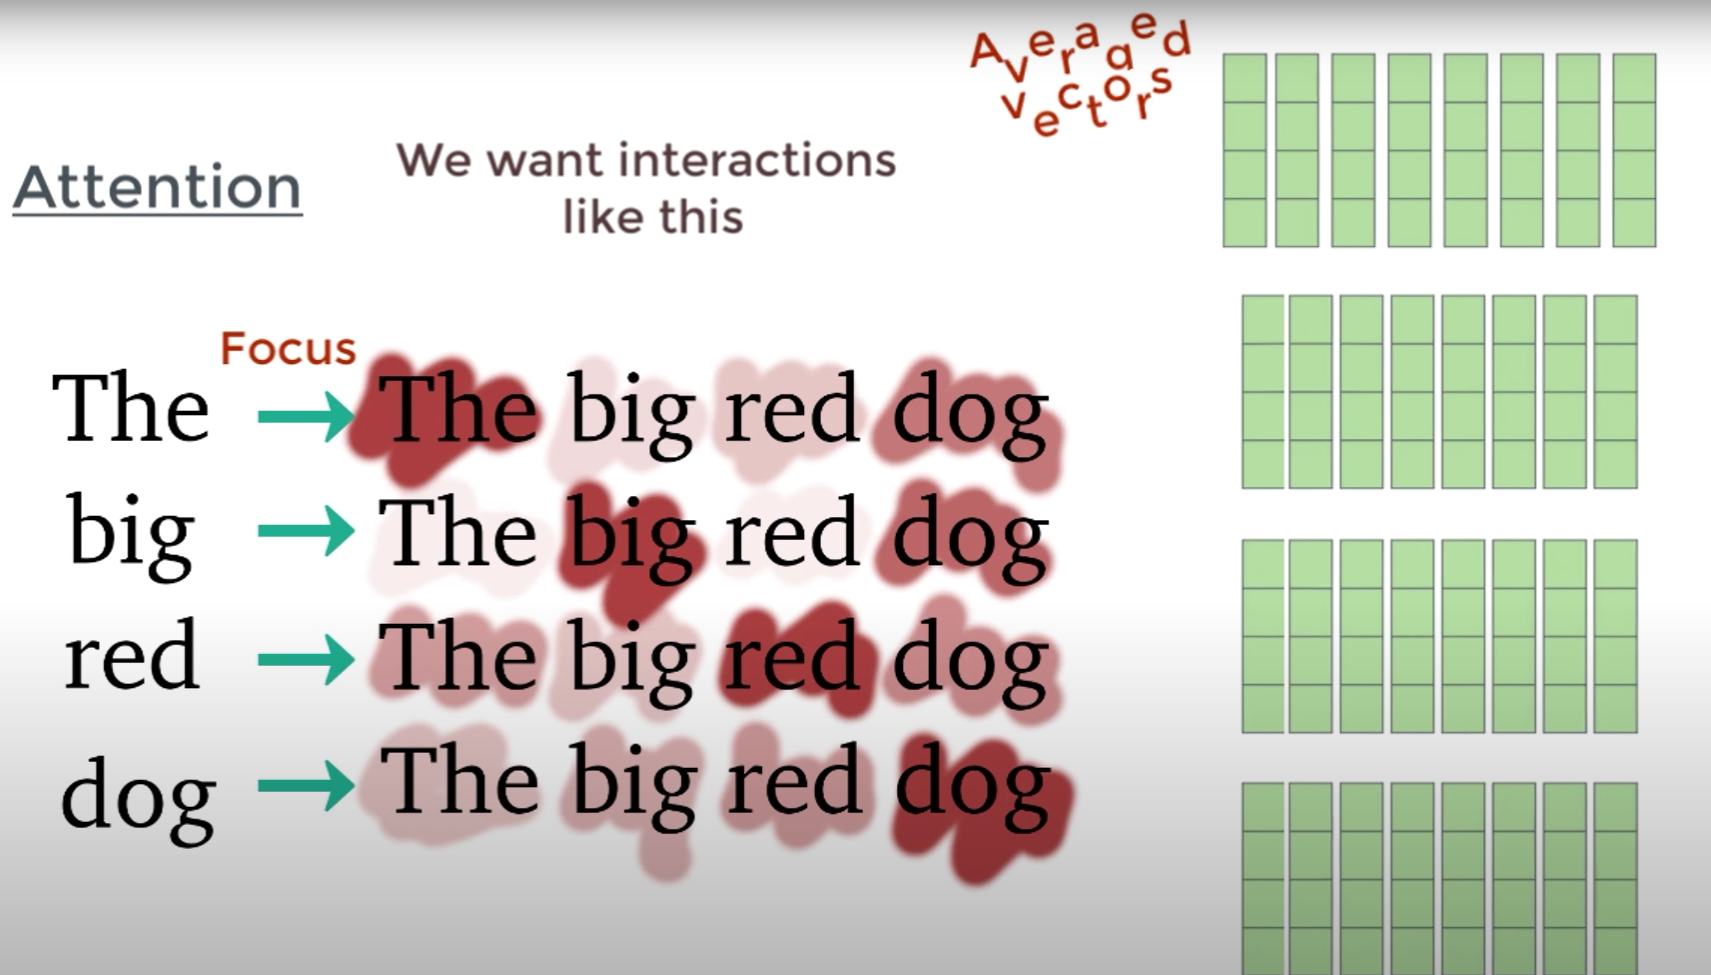 Averaged
vectors
We want interactions
like this
Attention
Focus
The → The big red dog
big → The big red dog
red → The big red dog
dog → The big red dog